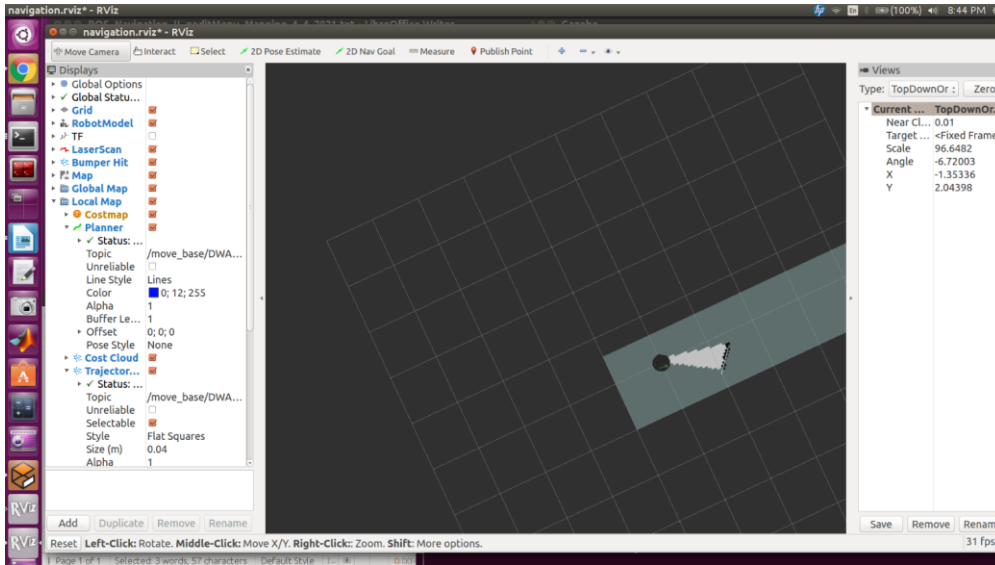 navigation.rviz* - RViz
(100%) 8:44 PM
navigation.rviz* - RViz
Move Camera Interact Select 2D Pose Estimate 2D Nav Goal Measure Publish Point
Displays
Global Options
Global Statu...
Grid
RobotModel
TF
LaserScan
Bumper Hit
Map
Global Map
Local Map
Costmap
Planner
Status: ...
Topic /move_base/DWA...
Unreliable
Line Style Lines
Color 0; 12; 255
Alpha 1
Buffer Le... 1
Offset 0; 0; 0
Pose Style None
Cost Cloud
Trajector...
Status: ...
Topic /move_base/DWA...
Unreliable
Selectable
Style Flat Squares
Size (m) 0.04
Alpha 1
Add Duplicate Remove Rename
Views
Type: TopDownOr Zero
Current ... TopDownOr
Near Cl... 0.01
Target ... <Fixed Frame
Scale 96.6482
Angle -6.72003
X -1.35336
Y 2.04398
Save Remove Renam
Reset Left-Click: Rotate. Middle-Click: Move X/Y. Right-Click:: Zoom. Shift: More options. 31 fps
RViz
RViz
Page 1 of 1 Selected: 3 words, 57 characters Default Style